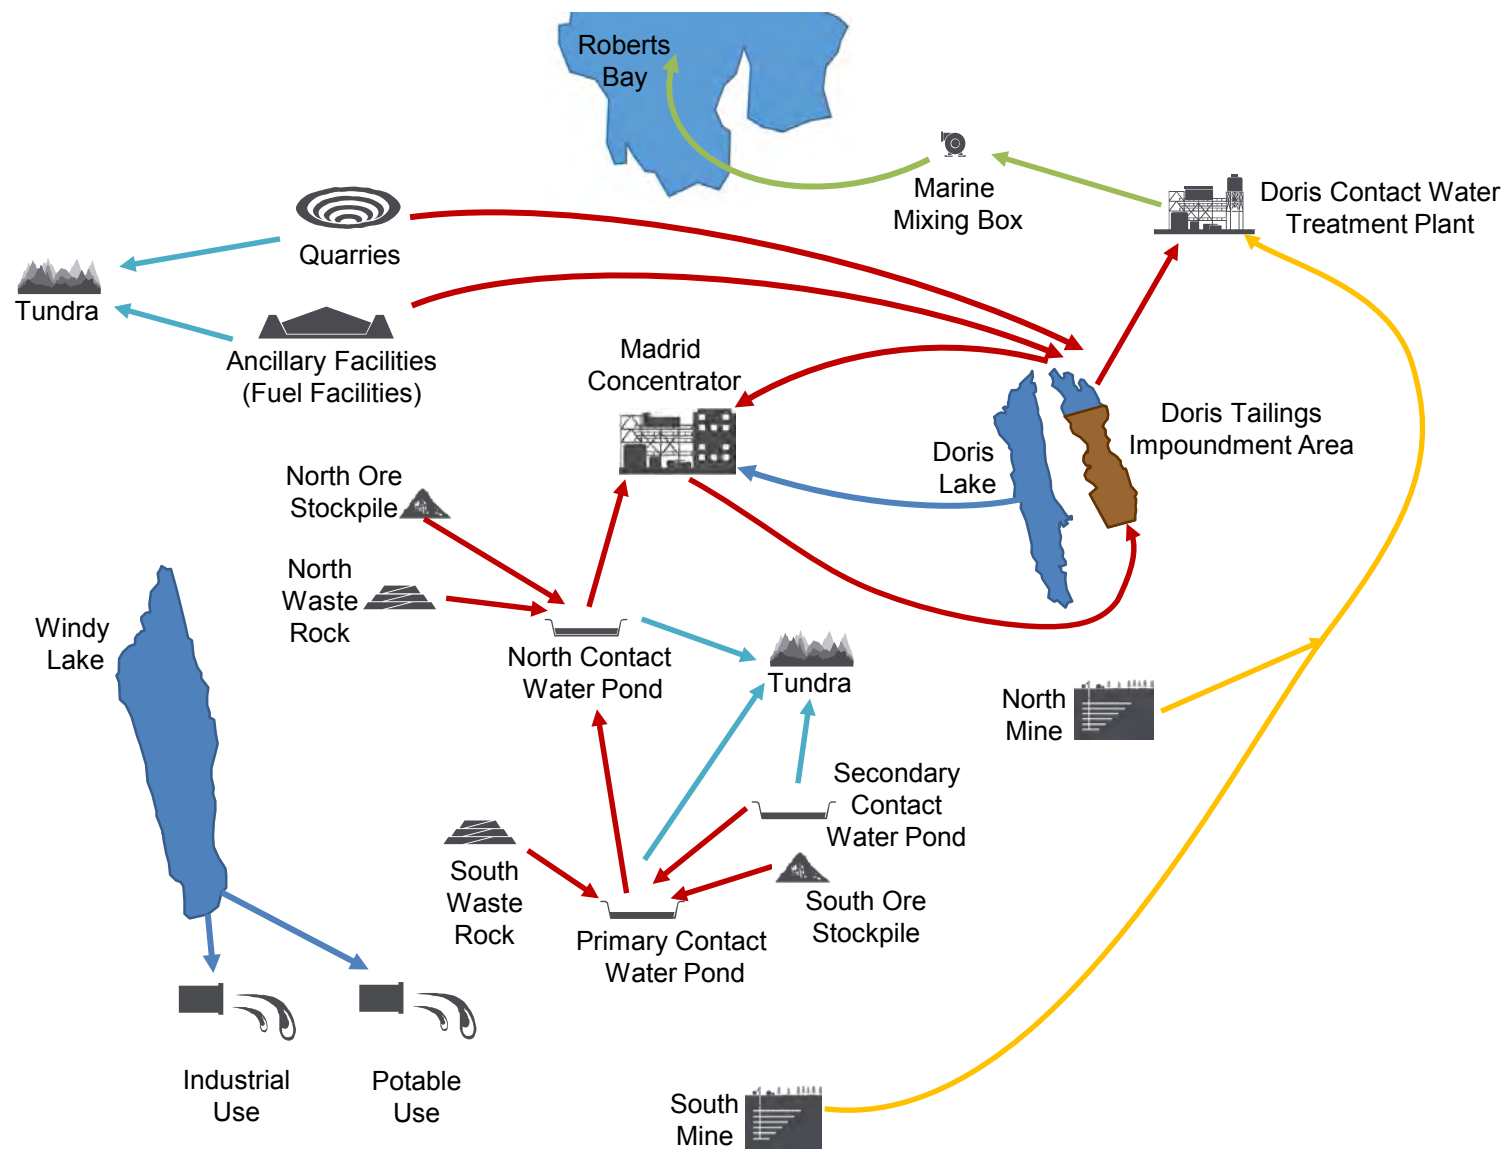 Roberts
Bay
Marine
Mixing Box
Doris Contact Water
Treatment Plant
Quarries
Tundra
Ancillary Facilities
(Fuel Facilities)
Madrid
Concentrator
Doris Tailings
Impoundment Area
Doris
Lake
North Ore
Stockpile
North
Waste
Rock
Windy
Lake
North Contact
Water Pond
Tundra
North
Mine
Secondary
Contact
Water Pond
South
Waste
Rock
South Ore
Stockpile
Primary Contact
Water Pond
Industrial
Use
Potable
Use
South
Mine